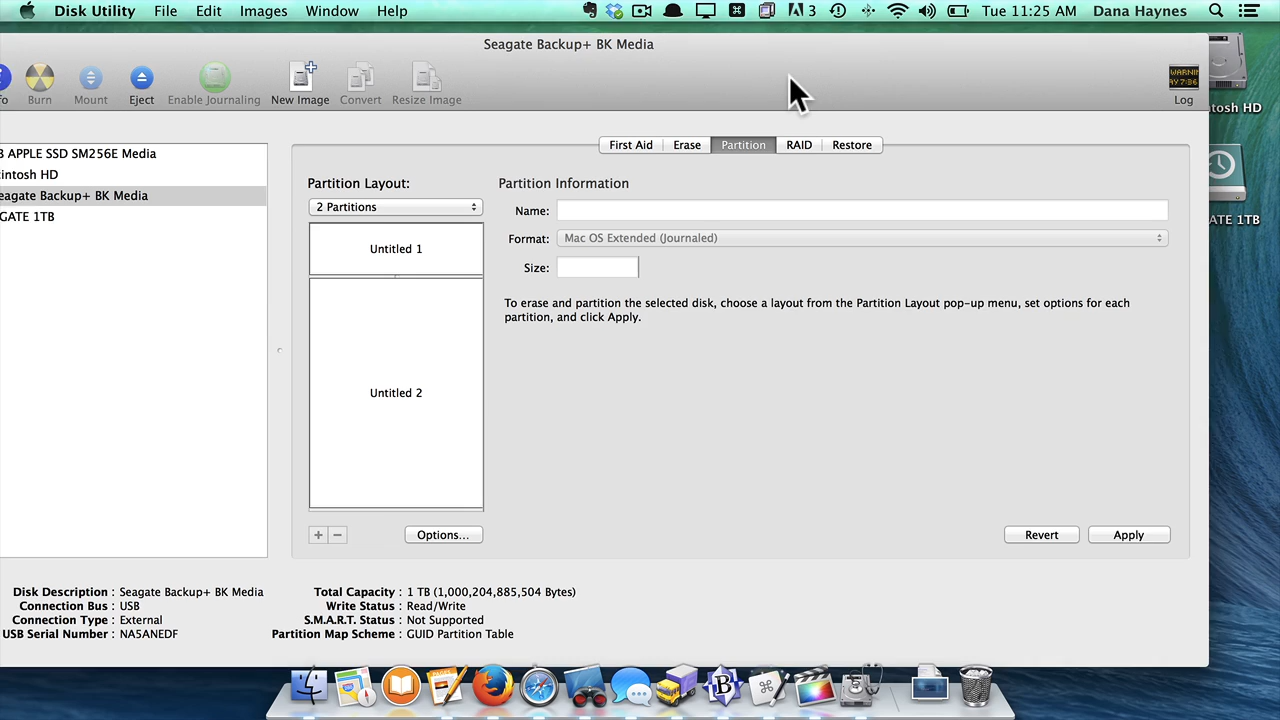 Disk Utility File Edit Images Window Help 3 Tue 11:25 AM Dana Haynes
Seagate Backup+ BK Media
fo Burn Mount Eject Enable Journaling New Image Convert Resize Image Log
tosh HD
ATE 1TB
B APPLE SSD SM256E Media
intosh HD
eagate Backup+ BK Media
GATE 1TB
First Aid Erase Partition RAID Restore
Partition Layout:
2 Partitions
Untitled 1
Untitled 2
+ −
Options...
Partition Information
Name:
Format: Mac OS Extended (Journaled)
Size:
To erase and partition the selected disk, choose a layout from the Partition Layout pop-up menu, set options for each
partition, and click Apply.
Revert Apply
Disk Description : Seagate Backup+ BK Media
Connection Bus : USB
Connection Type : External
USB Serial Number : NA5ANEDF
Total Capacity : 1 TB (1,000,204,885,504 Bytes)
Write Status : Read/Write
S.M.A.R.T. Status : Not Supported
Partition Map Scheme : GUID Partition Table